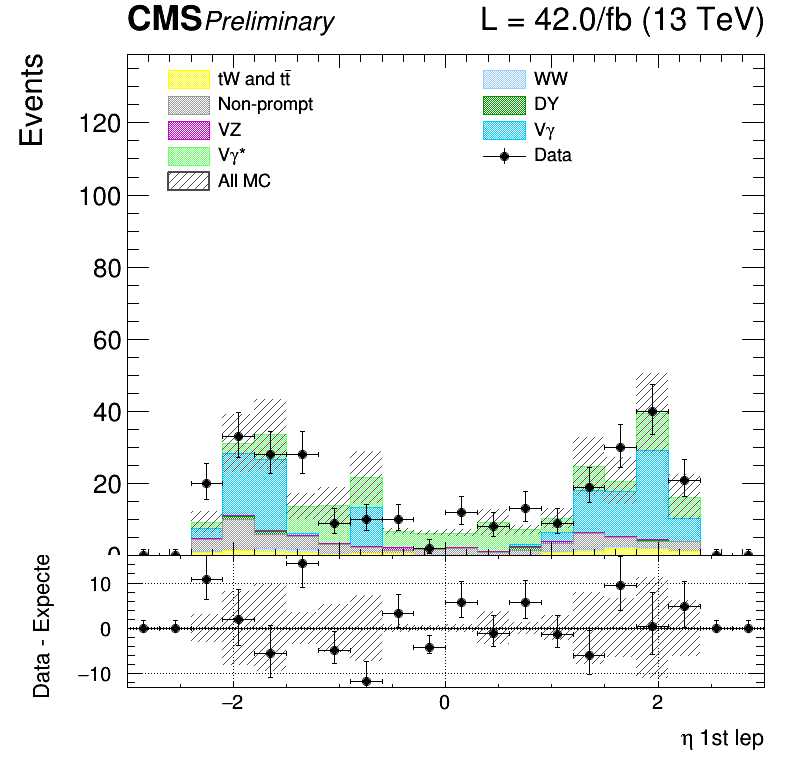 CMS Preliminary L = 42.0/fb (13 TeV)
Events
tW and tt̄ WW
Non-prompt DY
VZ Vγ
Vγ* Data
All MC
120
100
80
60
40
20
0
Data - Expecte
10
0
−10
−2 0 2
η 1st lep